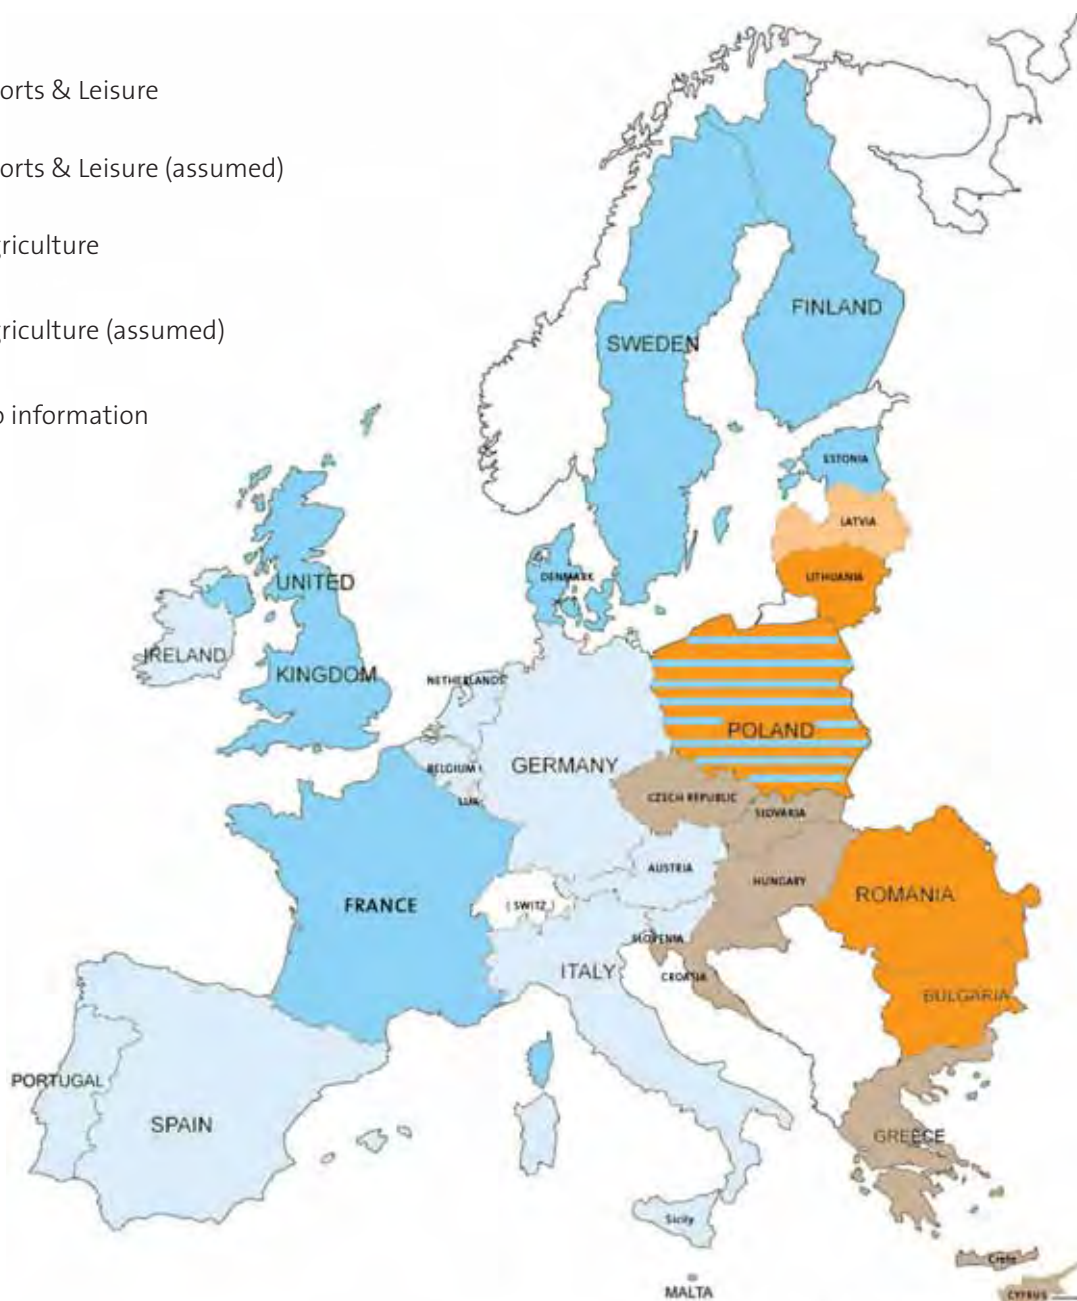 orts & Leisure
orts & Leisure (assumed)
griculture
griculture (assumed)
o information
FINLAND
SWEDEN
ESTONIA
LATVIA
LITHUANIA
DENMARK
UNITED
KINGDOM
IRELAND
NETHERLANDS
POLAND
BELGIUM
GERMANY
LUX
CZECH REPUBLIC
SLOVARIA
AUSTRIA
HUNGARY
ROMANIA
FRANCE
( SWITZ )
SLOVENIA
ITALY
CROATIA
BULGARIA
PORTUGAL
SPAIN
GREECE
Sicily
Crete
MALTA
CYPRUS